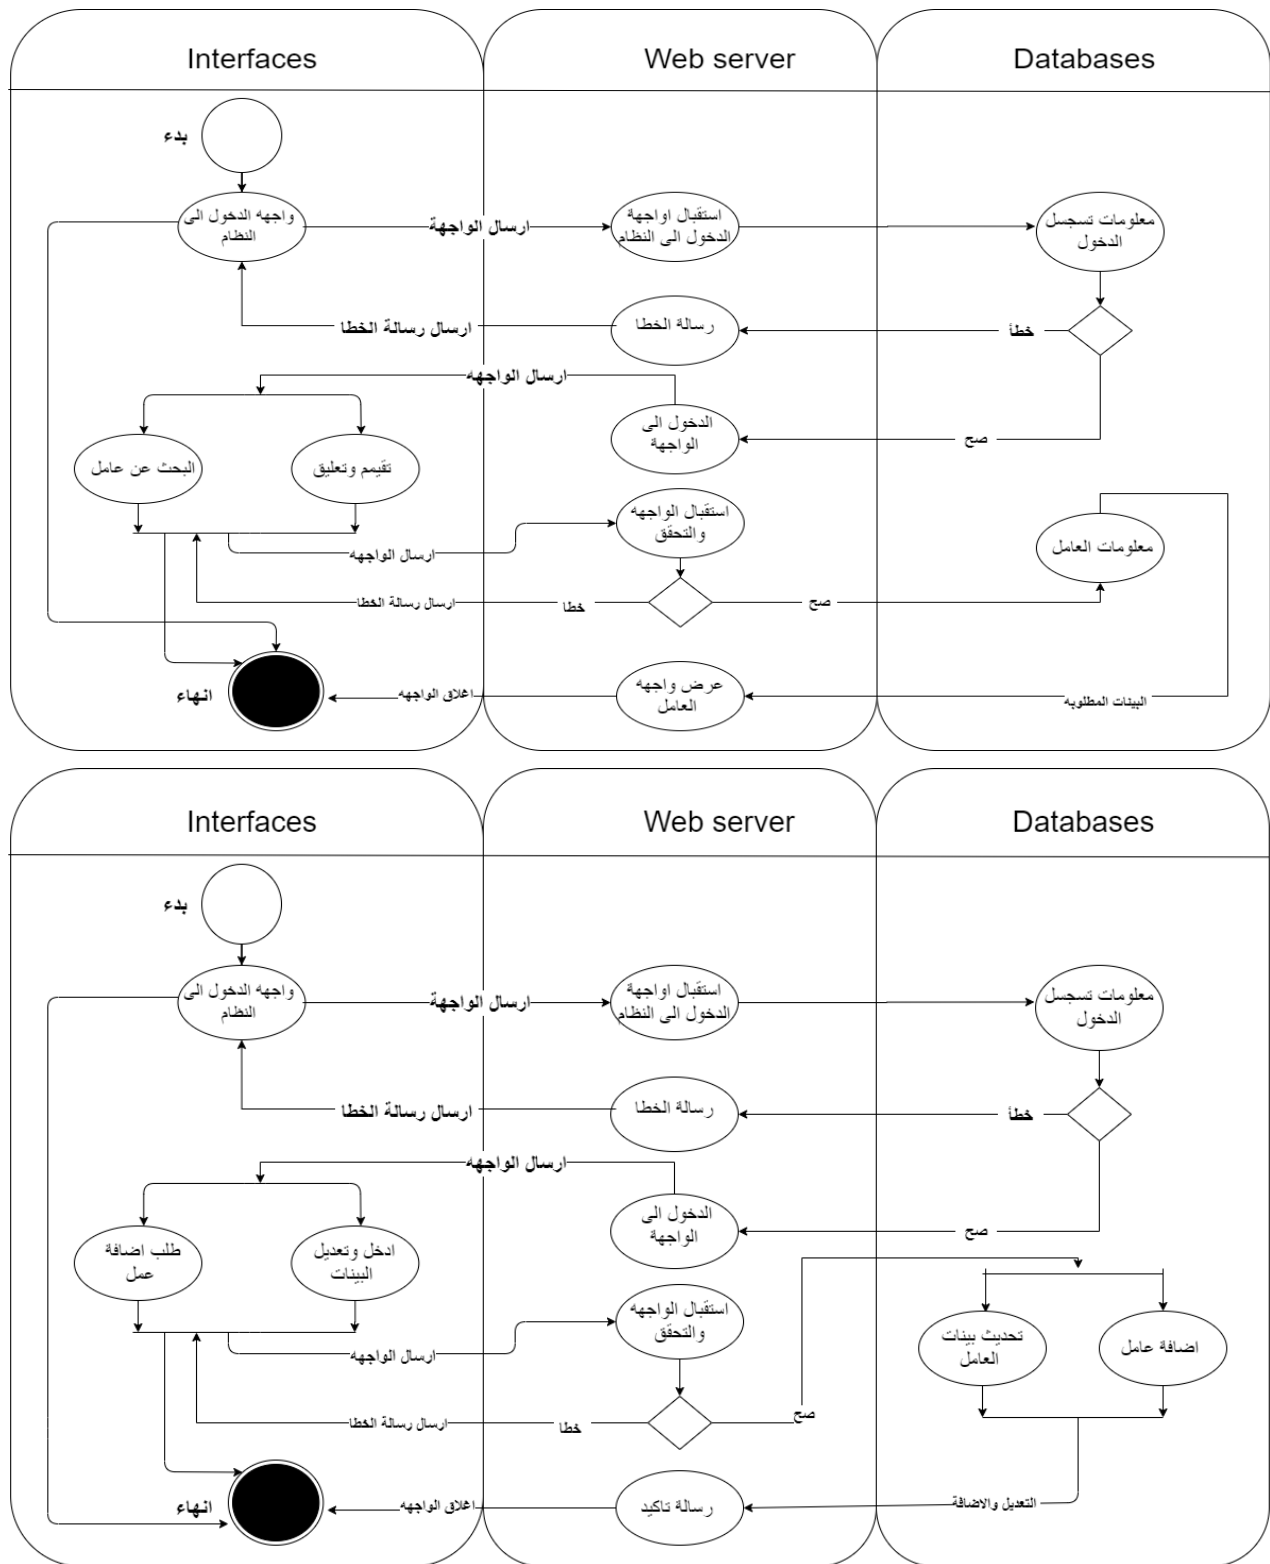 Interfaces
Web server
Databases
بدء
واجهه الدخول الى
النظام
ارسال الواجهة
استقبال اواجهة
الدخول الى النظام
معلومات تسجسل
الدخول
ارسال رسالة الخطا
رسالة الخطا
خطأ
ارسال الواجهه
الدخول الى
الواجهة
صح
البحث عن عامل
تقيمم وتعليق
استقبال الواجهه
والتحقق
ارسال الواجهه
معلومات العامل
ارسال رسالة الخطا
خطا
صح
انهاء
اغلاق الواجهه
عرض واجهه
العامل
البينات المطلوبه
Interfaces
Web server
Databases
بدء
واجهه الدخول الى
النظام
ارسال الواجهة
استقبال اواجهة
الدخول الى النظام
معلومات تسجسل
الدخول
ارسال رسالة الخطا
رسالة الخطا
خطأ
ارسال الواجهه
الدخول الى
الواجهة
صح
طلب اضافة
عمل
ادخل وتعديل
البينات
استقبال الواجهه
والتحقق
ارسال الواجهه
تحديث بينات
العامل
اضافة عامل
ارسال رسالة الخطا
خطا
صح
انهاء
اغلاق الواجهه
رسالة تاكيد
التعديل والاضافة